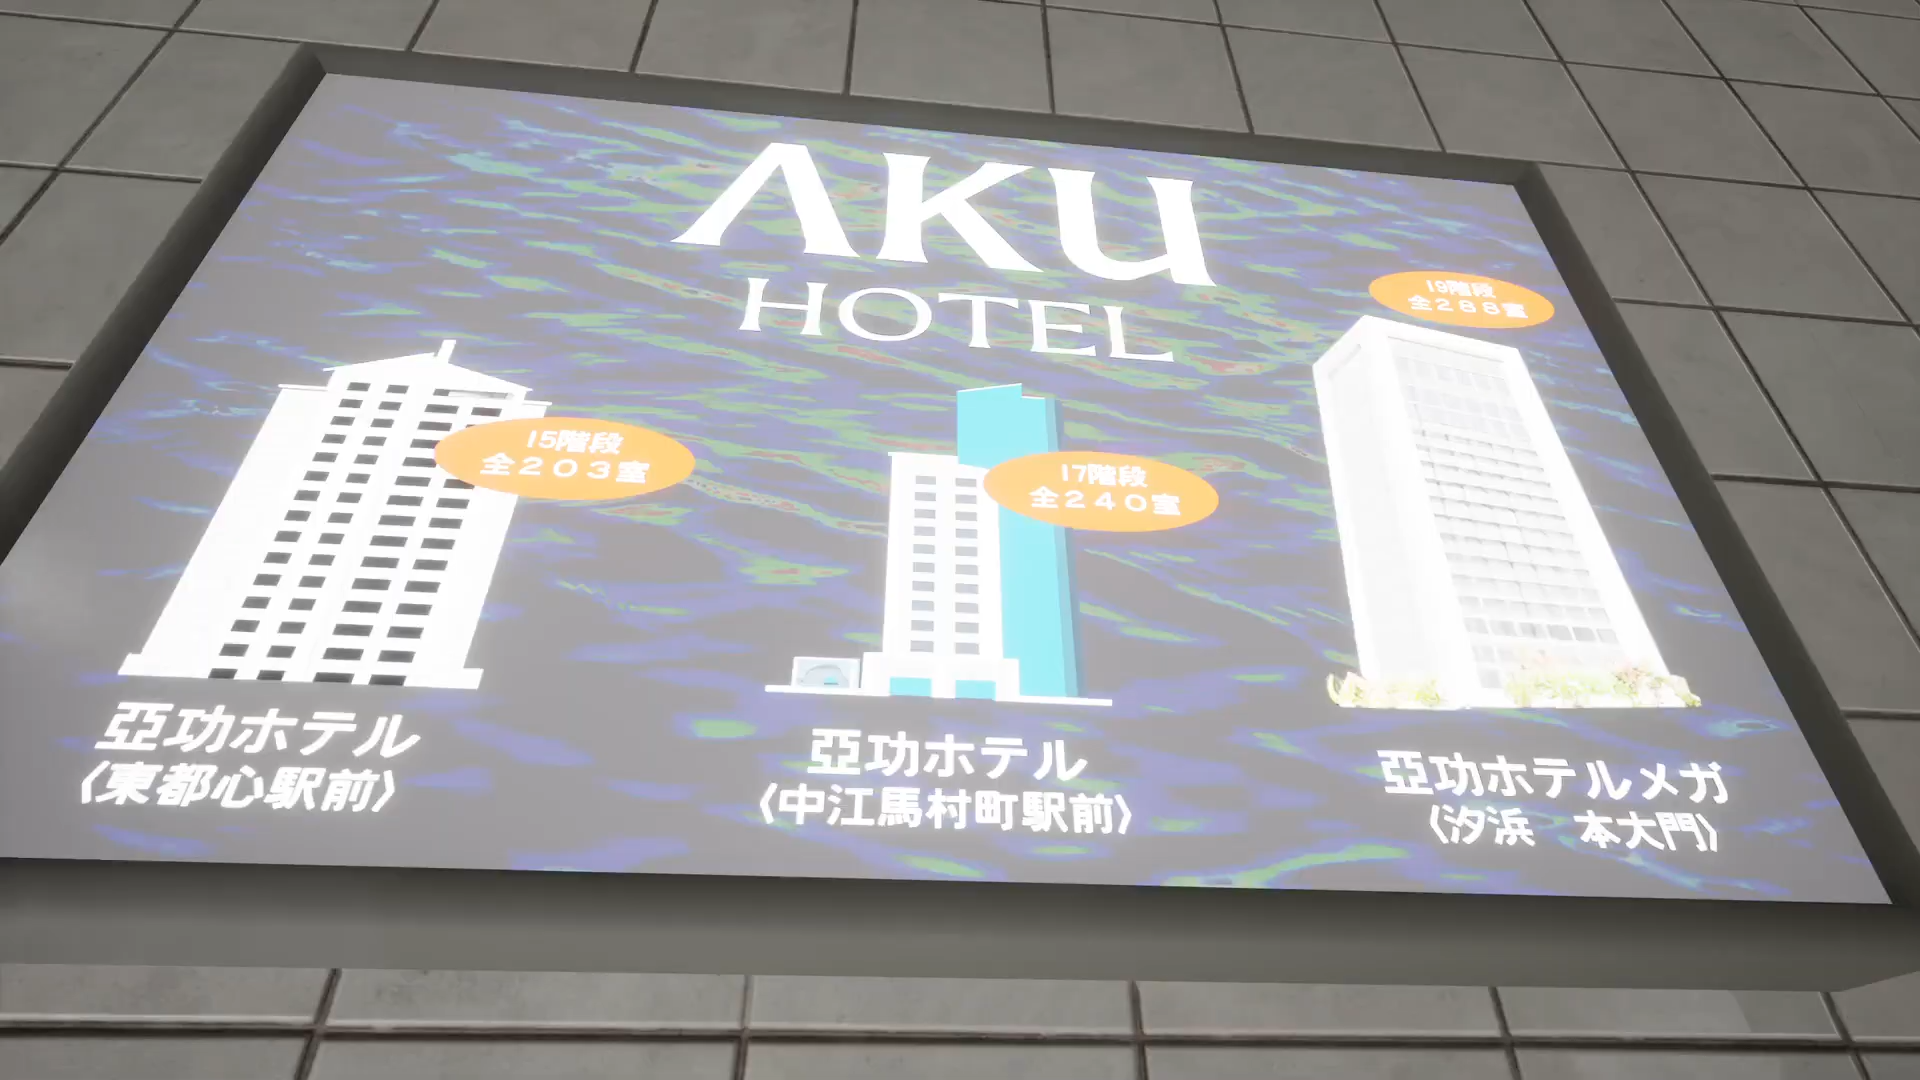 AKU
HOTEL
15階段
全203室
17階段
全240室
19階段
全288室
亞功ホテル
〈東都心駅前〉
亞功ホテル
〈中江馬村町駅前〉
亞功ホテルメガ
〈汐浜　本大門〉